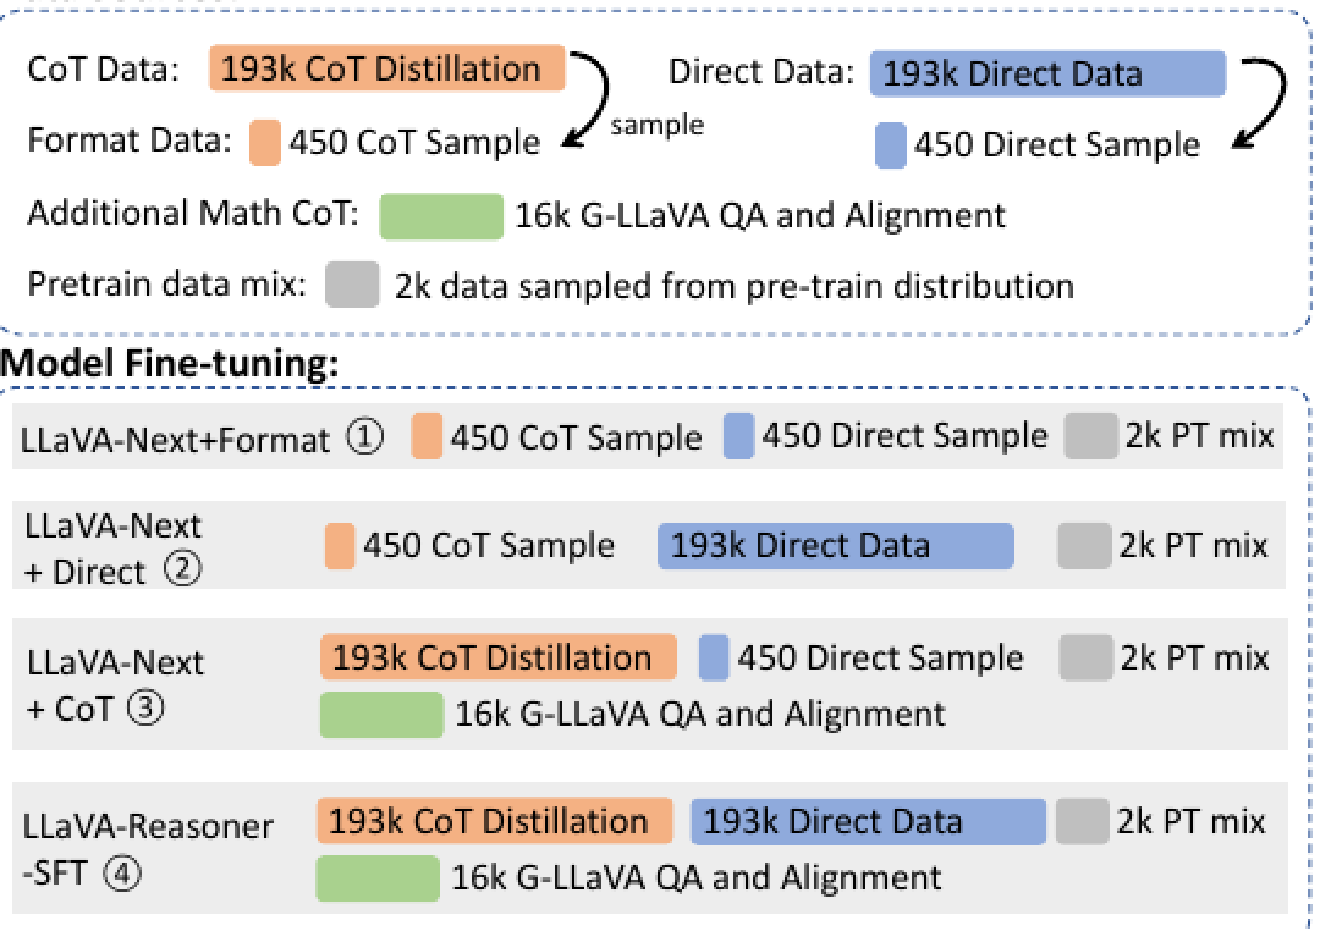 CoT Data: 193k CoT Distillation
Direct Data: 193k Direct Data
sample
Format Data: 450 CoT Sample
450 Direct Sample
Additional Math CoT: 16k G-LLaVA QA and Alignment
Pretrain data mix: 2k data sampled from pre-train distribution
Model Fine-tuning:
LLaVA-Next+Format ① 450 CoT Sample 450 Direct Sample 2k PT mix
LLaVA-Next
+ Direct ②
450 CoT Sample 193k Direct Data 2k PT mix
LLaVA-Next
+ CoT ③
193k CoT Distillation 450 Direct Sample 2k PT mix
16k G-LLaVA QA and Alignment
LLaVA-Reasoner
-SFT ④
193k CoT Distillation 193k Direct Data 2k PT mix
16k G-LLaVA QA and Alignment